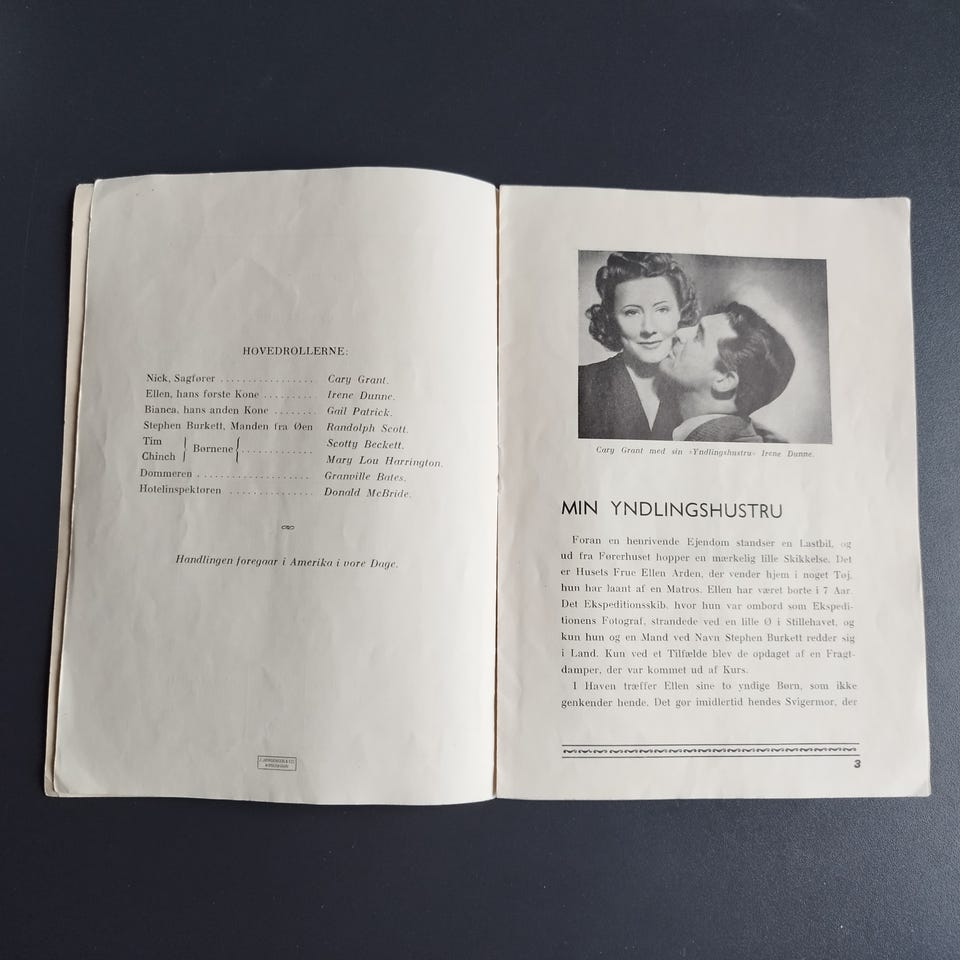 HOVEDROLLERNE:
Nick, Sagfører ................ Cary Grant.
Ellen, hans første Kone ......... Irene Dunne.
Bianca, hans anden Kone ....... Gail Patrick.
Stephen Burkett, Manden fra Øen Randolph Scott.
Tim } Børnene { ............ Scotty Beckett.
Chinch Mary Lou Harrington.
Dommeren .................... Granville Bates.
Hotelinspektøren .............. Donald McBride.
Handlingen foregaar i Amerika i vore Dage.
Cary Grant med sin »Yndlingshustru« Irene Dunne.
MIN YNDLINGSHUSTRU
Foran en henrivende Ejendom standser en Lastbil, og
ud fra Førerhuset hopper en mærkelig lille Skikkelse. Det
er Husets Frue Ellen Arden, der vender hjem i noget Tøj,
hun har laant af en Matros. Ellen har været borte i 7 Aar.
Det Ekspeditionsskib, hvor hun var ombord som Ekspedi-
tionens Fotograf, strandede ved en lille Ø i Stillehavet, og
kun hun og en Mand ved Navn Stephen Burkett redder sig
i Land. Kun ved et Tilfælde blev de opdaget af en Fragt-
damper, der var kommet ud af Kurs.
I Haven træffer Ellen sine to yndige Børn, som ikke
genkender hende. Det gør imidlertid hendes Svigermor, der
3